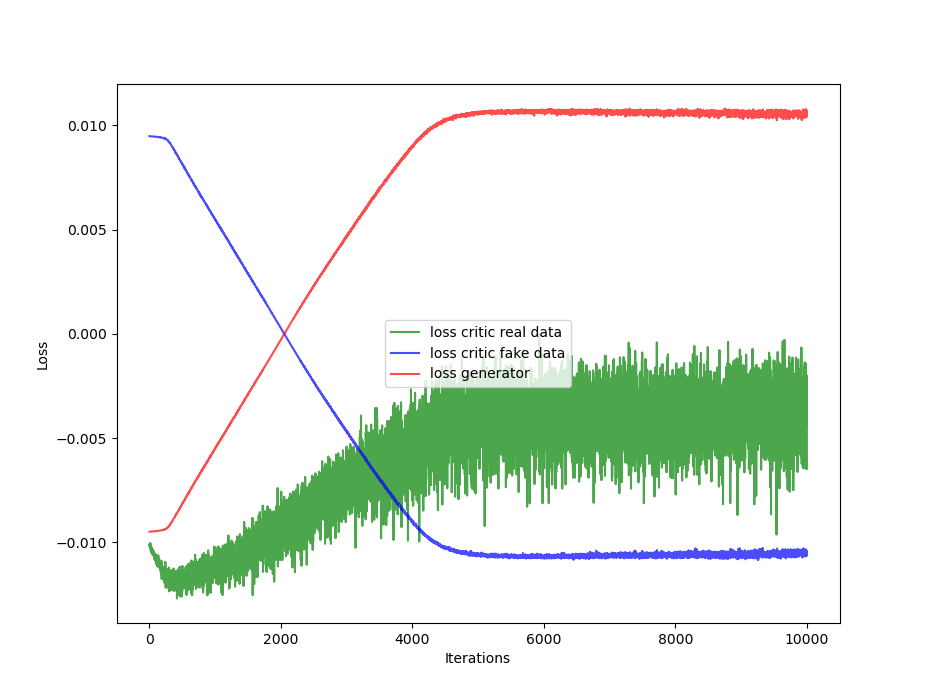 0.010
0.005
0.000
−0.005
−0.010
Loss
loss critic real data
loss critic fake data
loss generator
0 2000 4000 6000 8000 10000
Iterations